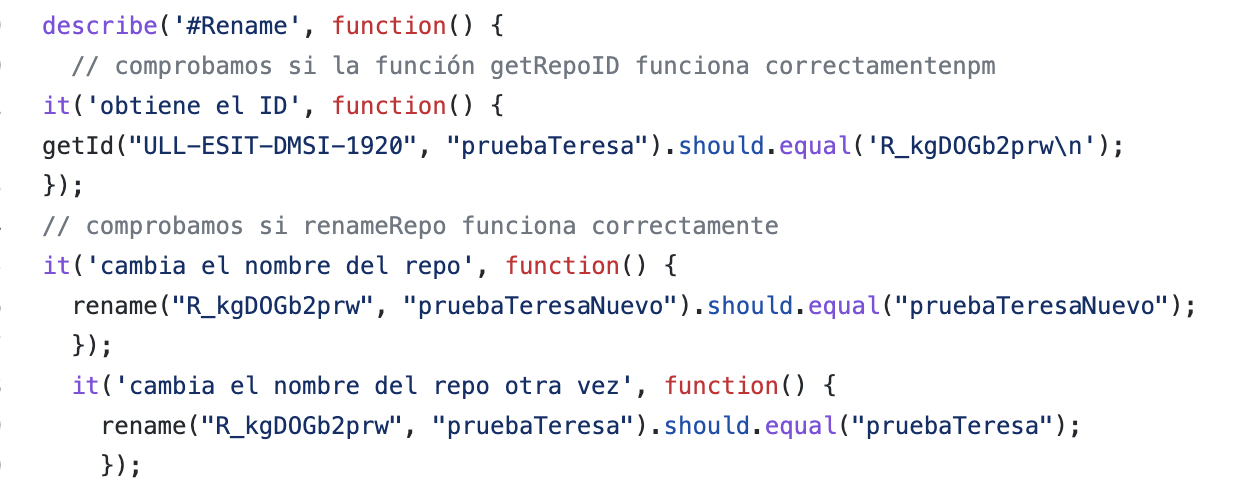 describe('#Rename', function() {
// comprobamos si la función getRepoID funciona correctamentenpm
it('obtiene el ID', function() {
getId("ULL-ESIT-DMSI-1920", "pruebaTeresa").should.equal('R_kgDOGb2prw\n');
});
// comprobamos si renameRepo funciona correctamente
it('cambia el nombre del repo', function() {
rename("R_kgDOGb2prw", "pruebaTeresaNuevo").should.equal("pruebaTeresaNuevo");
});
it('cambia el nombre del repo otra vez', function() {
rename("R_kgDOGb2prw", "pruebaTeresa").should.equal("pruebaTeresa");
});